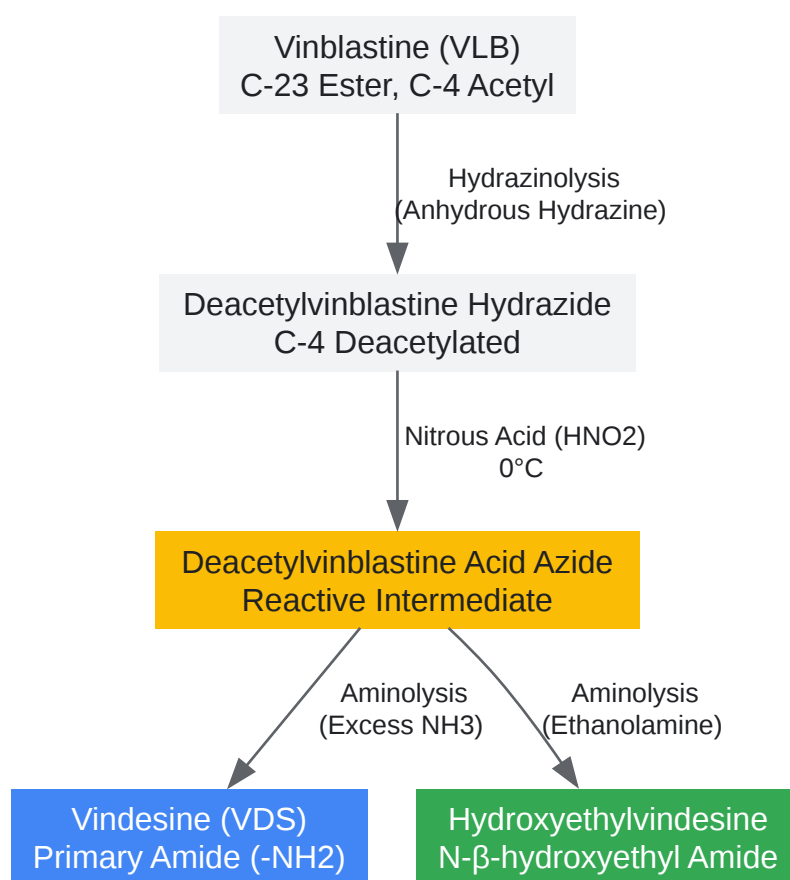 Vinblastine (VLB)
C-23 Ester, C-4 Acetyl
Hydrazinolysis
(Anhydrous Hydrazine)
Deacetylvinblastine Hydrazide
C-4 Deacetylated
Nitrous Acid (HNO2)
0°C
Deacetylvinblastine Acid Azide
Reactive Intermediate
Aminolysis
(Excess NH3)
Aminolysis
(Ethanolamine)
Vindesine (VDS)
Primary Amide (-NH2)
Hydroxyethylvindesine
N-β-hydroxyethyl Amide